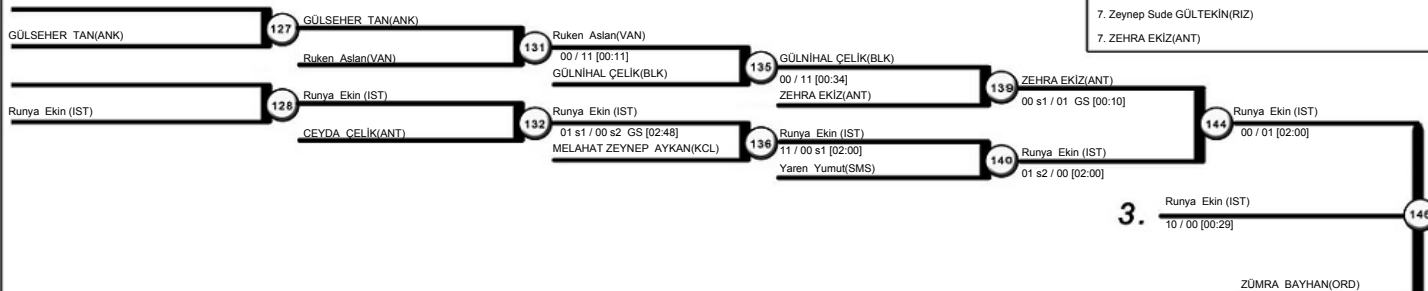 7. Zeynep Sude GÜLTEKİN(RIZ)
7. ZEHRA EKİZ(ANT)
GÜLSEHER TAN(ANK)
127
GÜLSEHER TAN(ANK)
Ruken Aslan(VAN)
131
Ruken Aslan(VAN)
00 / 11 [00:11]
GÜLNİHAL ÇELİK(BLK)
135
GÜLNİHAL ÇELİK(BLK)
00 / 11 [00:34]
ZEHRA EKİZ(ANT)
139
ZEHRA EKİZ(ANT)
00 s1 / 01 GS [00:10]
Runya Ekin (IST)
128
Runya Ekin (IST)
CEYDA ÇELİK(ANT)
132
Runya Ekin (IST)
01 s1 / 00 s2 GS [02:48]
MELAHAT ZEYNEP AYKAN(KCL)
136
Runya Ekin (IST)
11 / 00 s1 [02:00]
Yaren Yumut(SMS)
140
Runya Ekin (IST)
01 s2 / 00 [02:00]
144
Runya Ekin (IST)
00 / 01 [02:00]
3.
Runya Ekin (IST)
10 / 00 [00:29]
146
ZÜMRA BAYHAN(ORD)